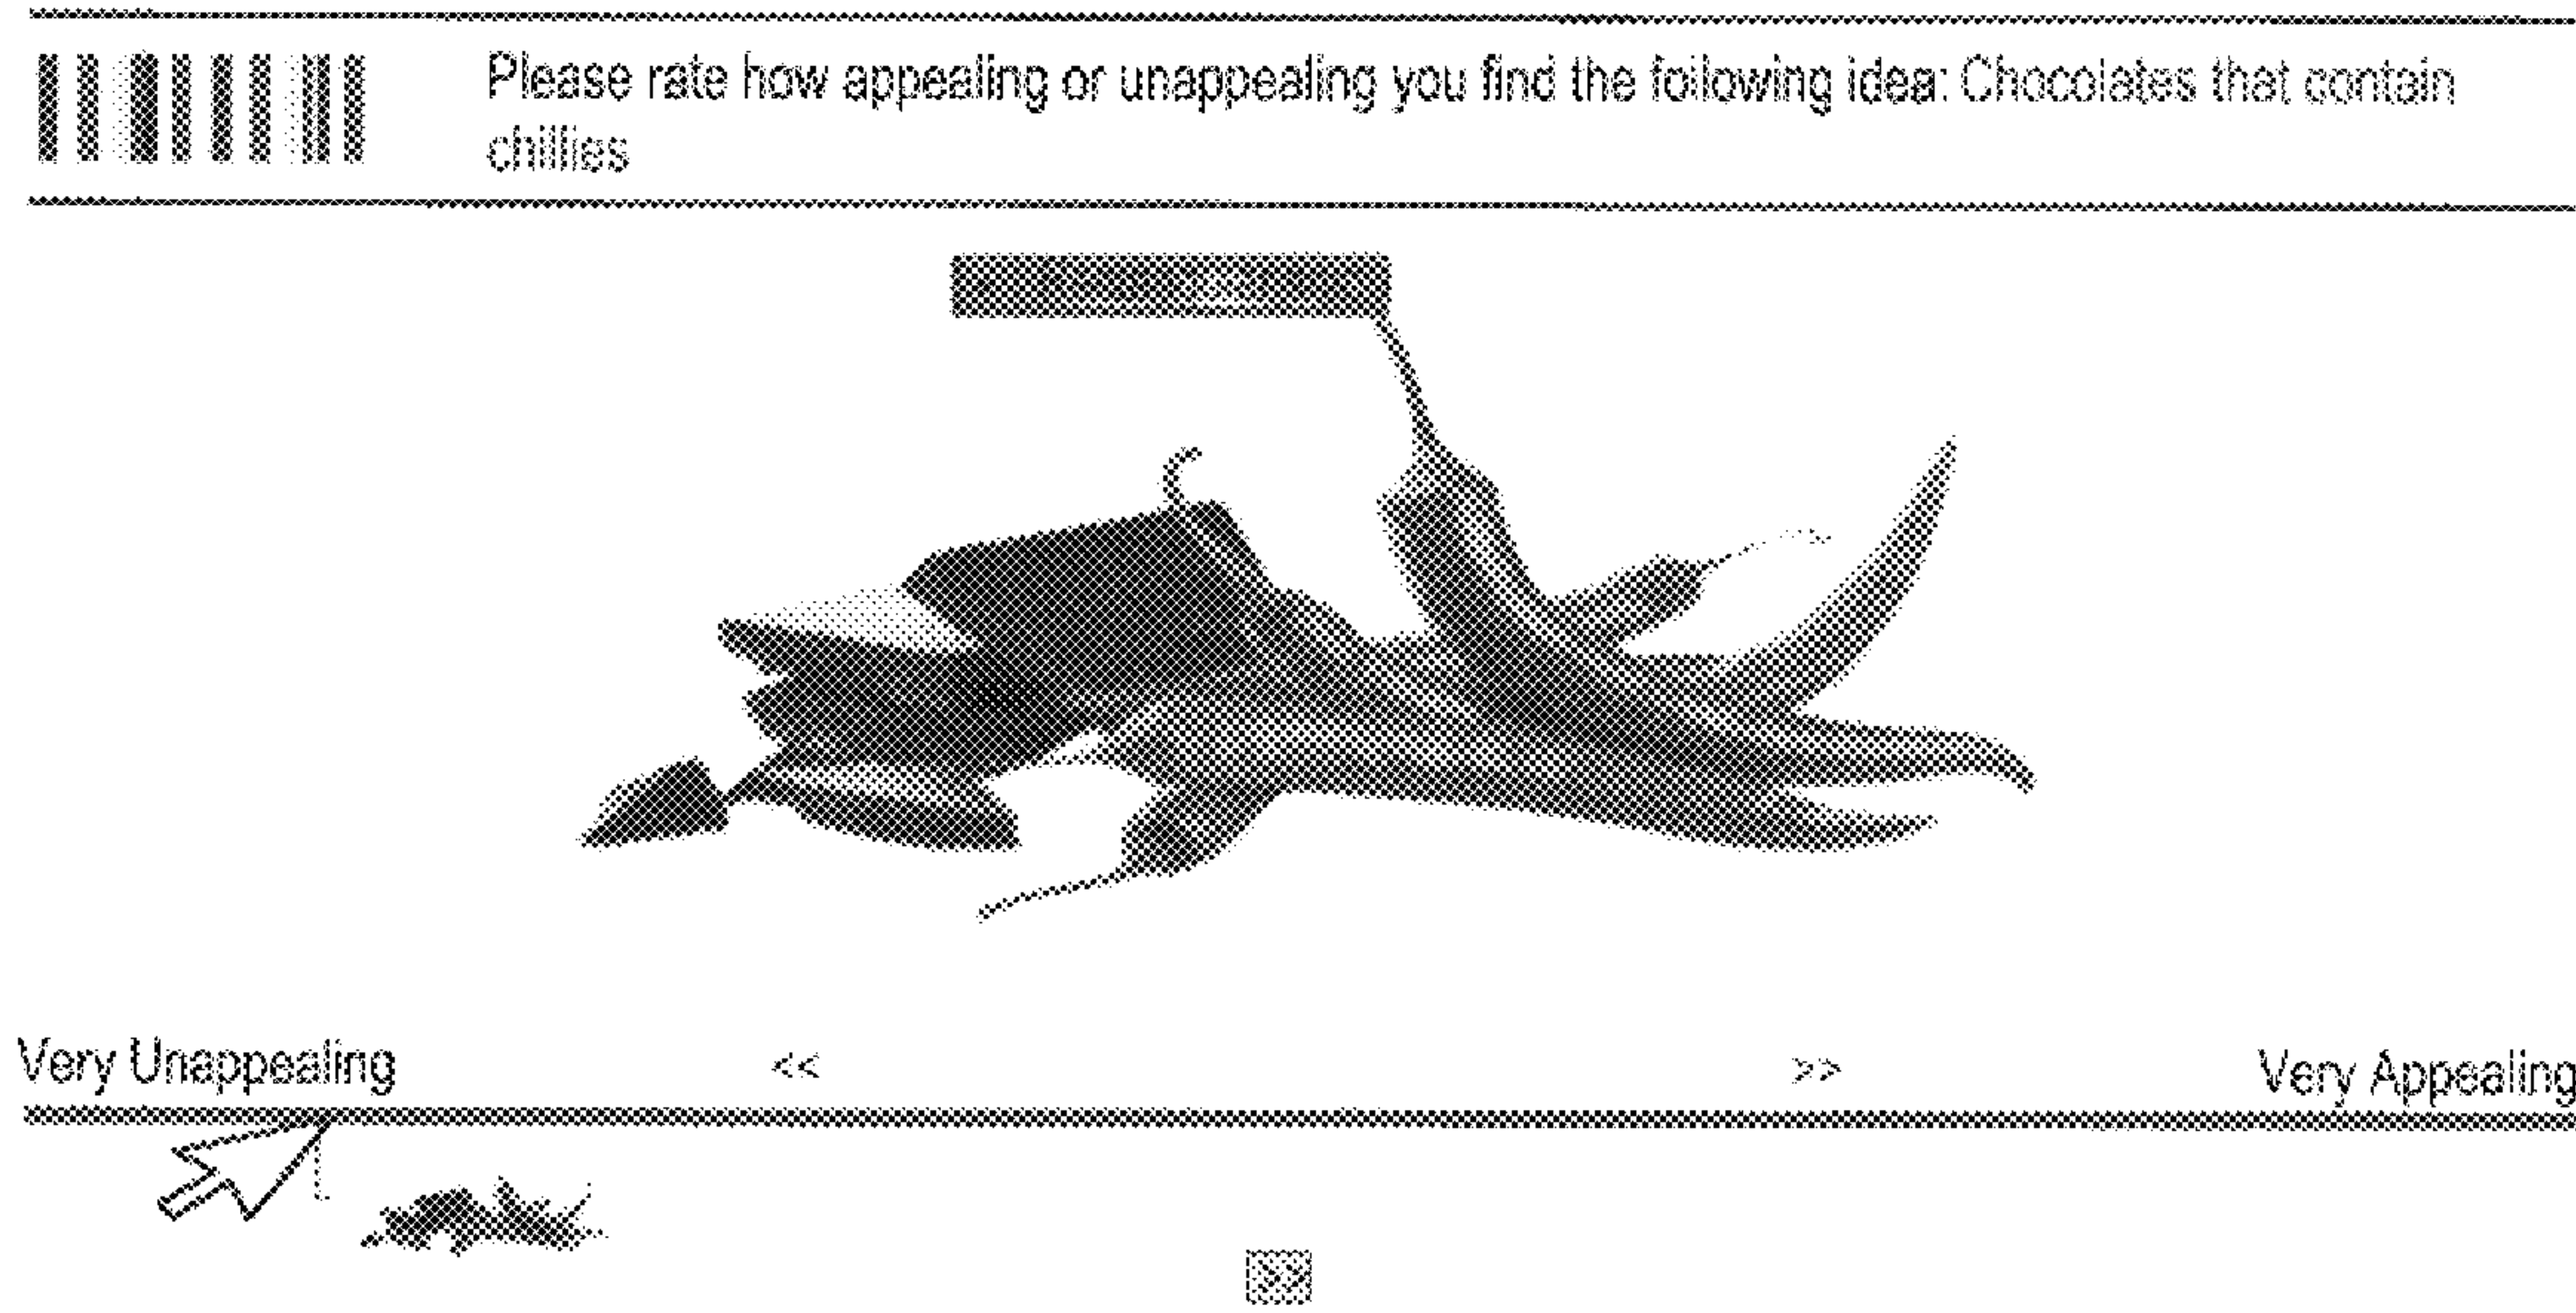 Please rate how appealing or unappealing you find the following idea: Chocolates that contain
chillies
Very Unappealing << >> Very Appealing